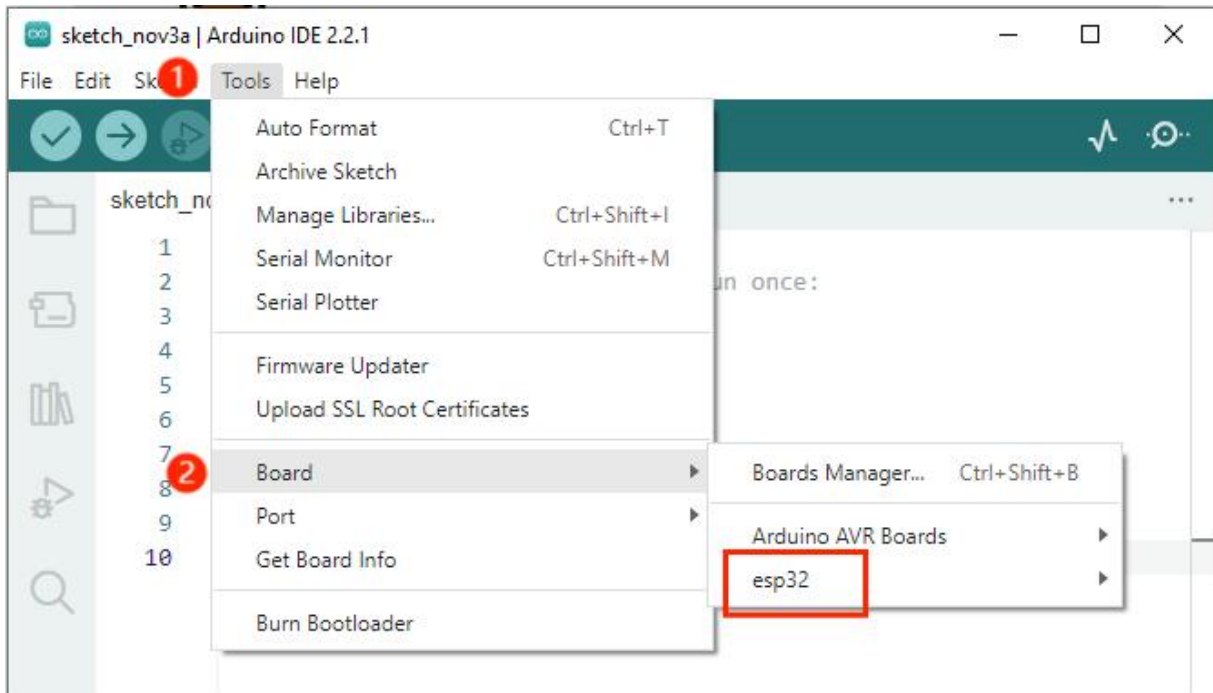 sketch_nov3a | Arduino IDE 2.2.1
File Edit Sk 1 Tools Help
Auto Format Ctrl+T
Archive Sketch
sketch_no
Manage Libraries... Ctrl+Shift+I
1
Serial Monitor Ctrl+Shift+M
2 un once:
Serial Plotter
3
4
Firmware Updater
5
Upload SSL Root Certificates
6
7
2 Board Boards Manager... Ctrl+Shift+B
8
Port
9
Arduino AVR Boards
10 Get Board Info
esp32
Burn Bootloader